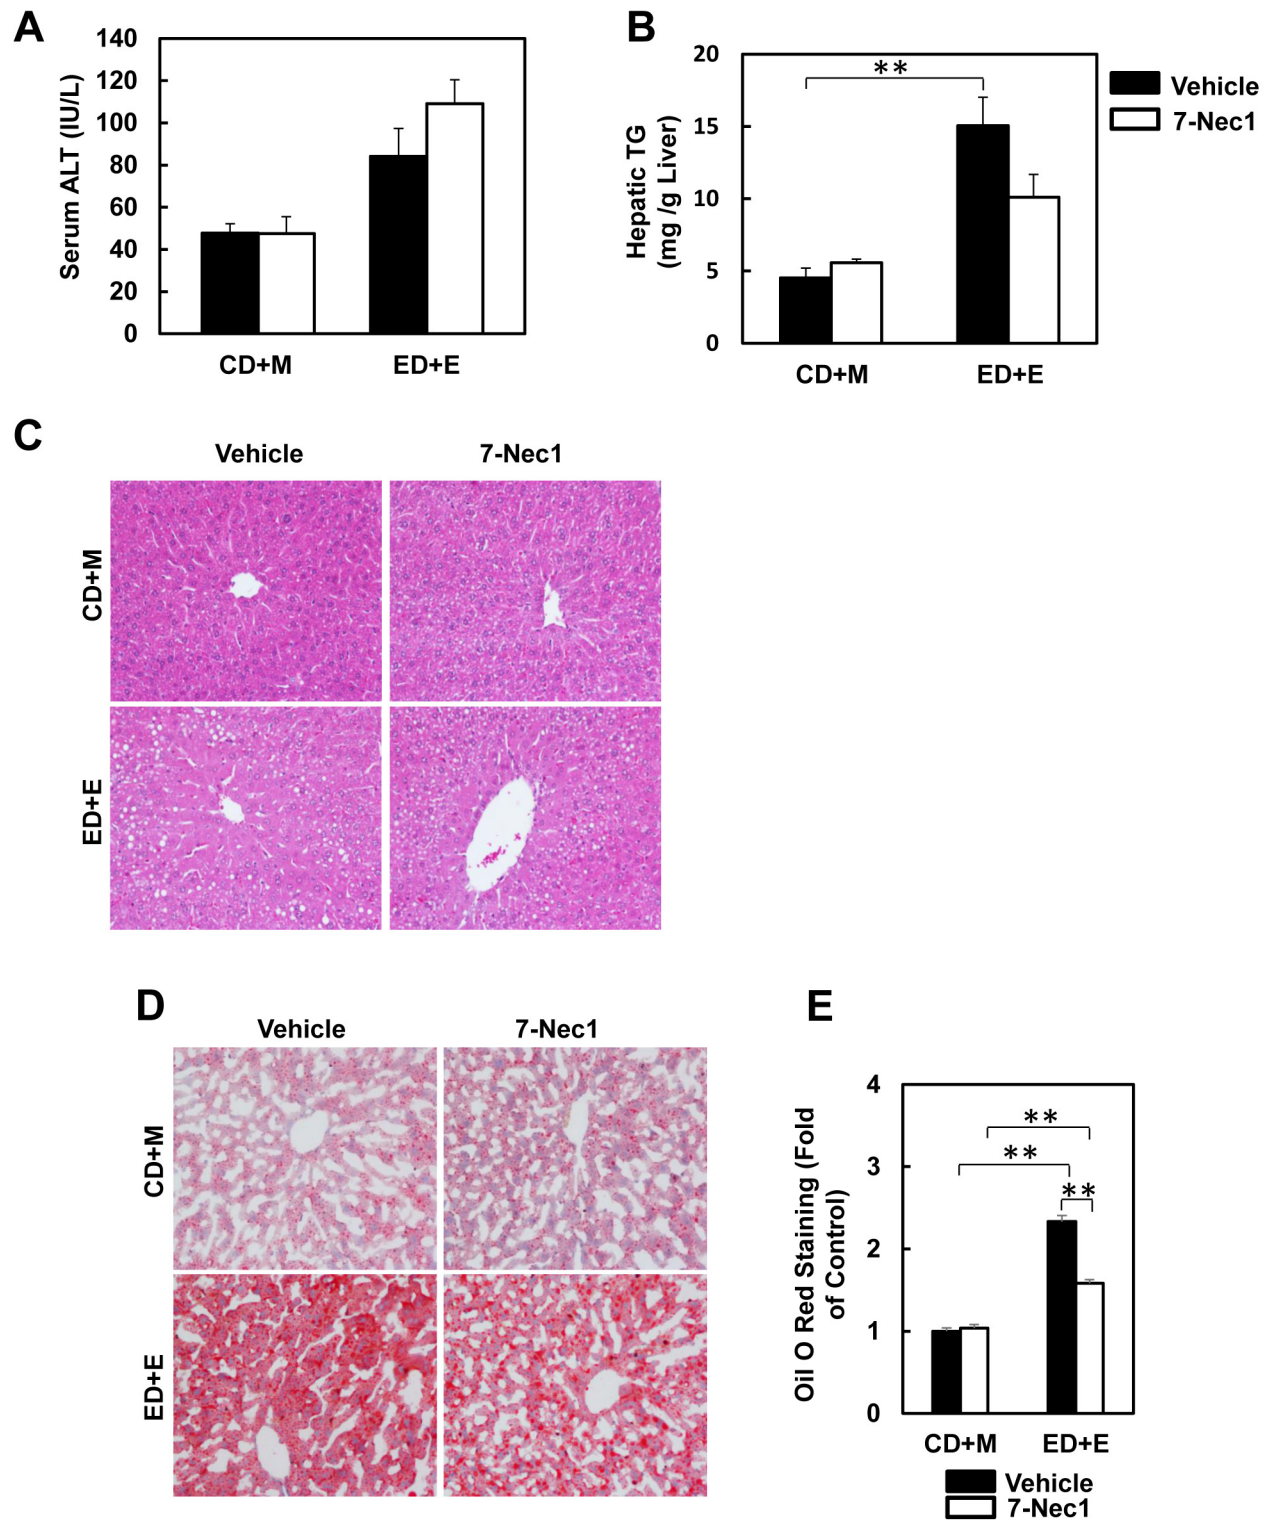 A
140
120
100
80
60
40
20
0
Serum ALT (IU/L)
CD+M ED+E
B
20
15
10
5
0
Hepatic TG
(mg /g Liver)
**
CD+M ED+E
Vehicle
7-Nec1
C
Vehicle 7-Nec1
CD+M
ED+E
D
Vehicle 7-Nec1
CD+M
ED+E
E
4
3
2
1
0
Oil O Red Staining (Fold
of Control)
**
**
**
CD+M ED+E
Vehicle
7-Nec1